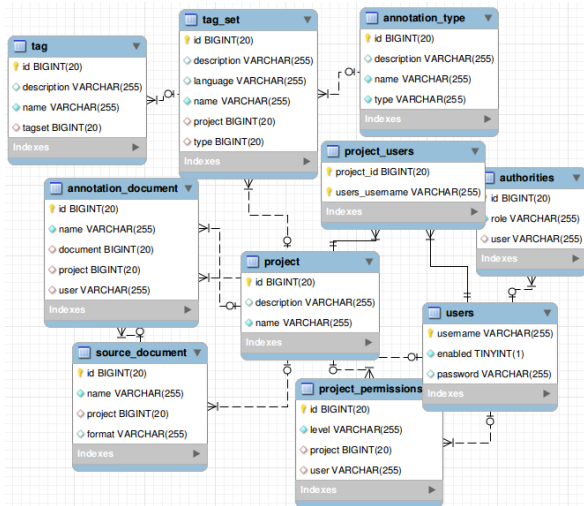 tag
id BIGINT(20)
description VARCHAR(255)
name VARCHAR(255)
tagset BIGINT(20)
Indexes
tag_set
id BIGINT(20)
description VARCHAR(255)
language VARCHAR(255)
name VARCHAR(255)
project BIGINT(20)
type BIGINT(20)
Indexes
annotation_type
id BIGINT(20)
description VARCHAR(255)
name VARCHAR(255)
type VARCHAR(255)
Indexes
project_users
project_id BIGINT(20)
users_username VARCHAR(255)
Indexes
authorities
id BIGINT(20)
role VARCHAR(255)
user VARCHAR(255)
Indexes
annotation_document
id BIGINT(20)
name VARCHAR(255)
document BIGINT(20)
project BIGINT(20)
user VARCHAR(255)
Indexes
project
id BIGINT(20)
description VARCHAR(255)
name VARCHAR(255)
Indexes
users
username VARCHAR(255)
enabled TINYINT(1)
password VARCHAR(255)
Indexes
source_document
id BIGINT(20)
name VARCHAR(255)
project BIGINT(20)
format VARCHAR(255)
Indexes
project_permissions
id BIGINT(20)
level VARCHAR(255)
project BIGINT(20)
user VARCHAR(255)
Indexes